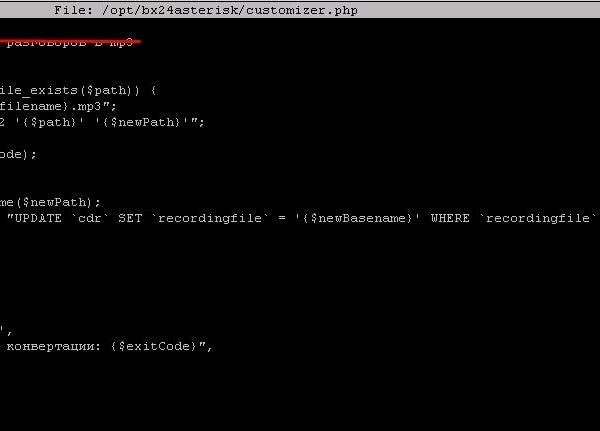 File: /opt/bx24asterisk/customizer.php
разговоров в mp3
ile_exists($path)) {
filename}.mp3";
2 '{$path}' '{$newPath}'";
ode);
me($newPath);
"UPDATE `cdr` SET `recordingfile` = '{$newBasename}' WHERE `recordingfile`
',
конвертации: {$exitCode}",